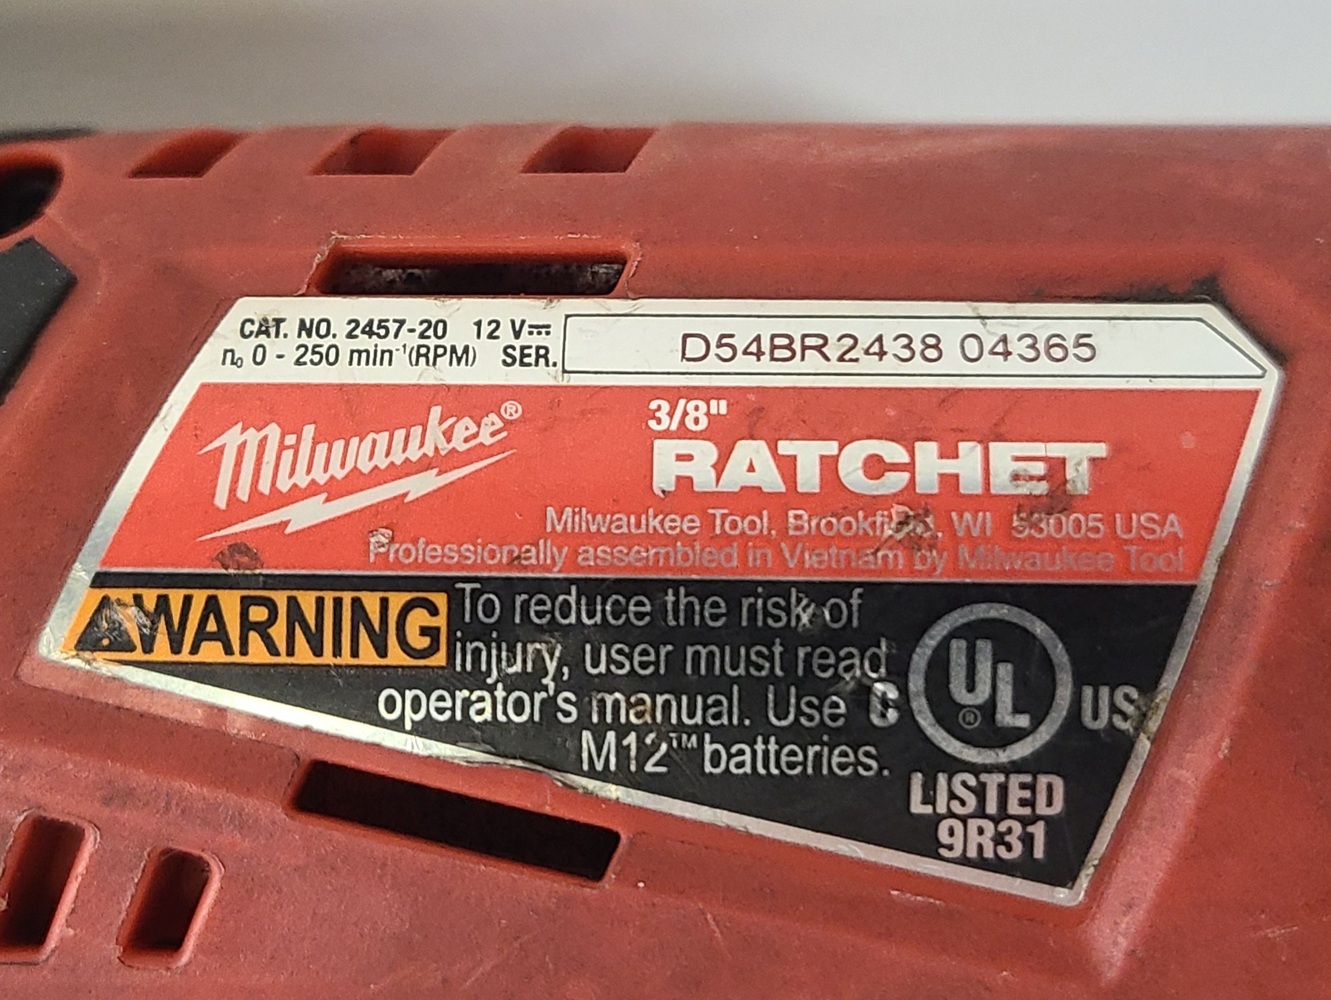 CAT. NO. 2457-20 12 V⎓
n₀ 0 - 250 min⁻¹(RPM) SER. D54BR2438 04365
Milwaukee®
3/8"
RATCHET
Milwaukee Tool, Brookfield, WI 53005 USA
Professionally assembled in Vietnam by Milwaukee Tool
WARNING
To reduce the risk of
injury, user must read
operator's manual. Use
M12™ batteries.
C UL® US
LISTED
9R31